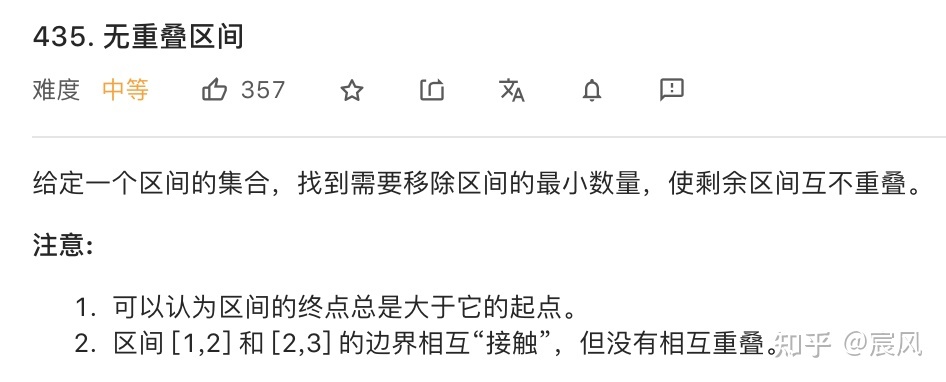 435. 无重叠区间
难度 中等 357
给定一个区间的集合，找到需要移除区间的最小数量，使剩余区间互不重叠。
注意:
1. 可以认为区间的终点总是大于它的起点。
2. 区间 [1,2] 和 [2,3] 的边界相互“接触”，但没有相互重叠。
知乎 @宸风